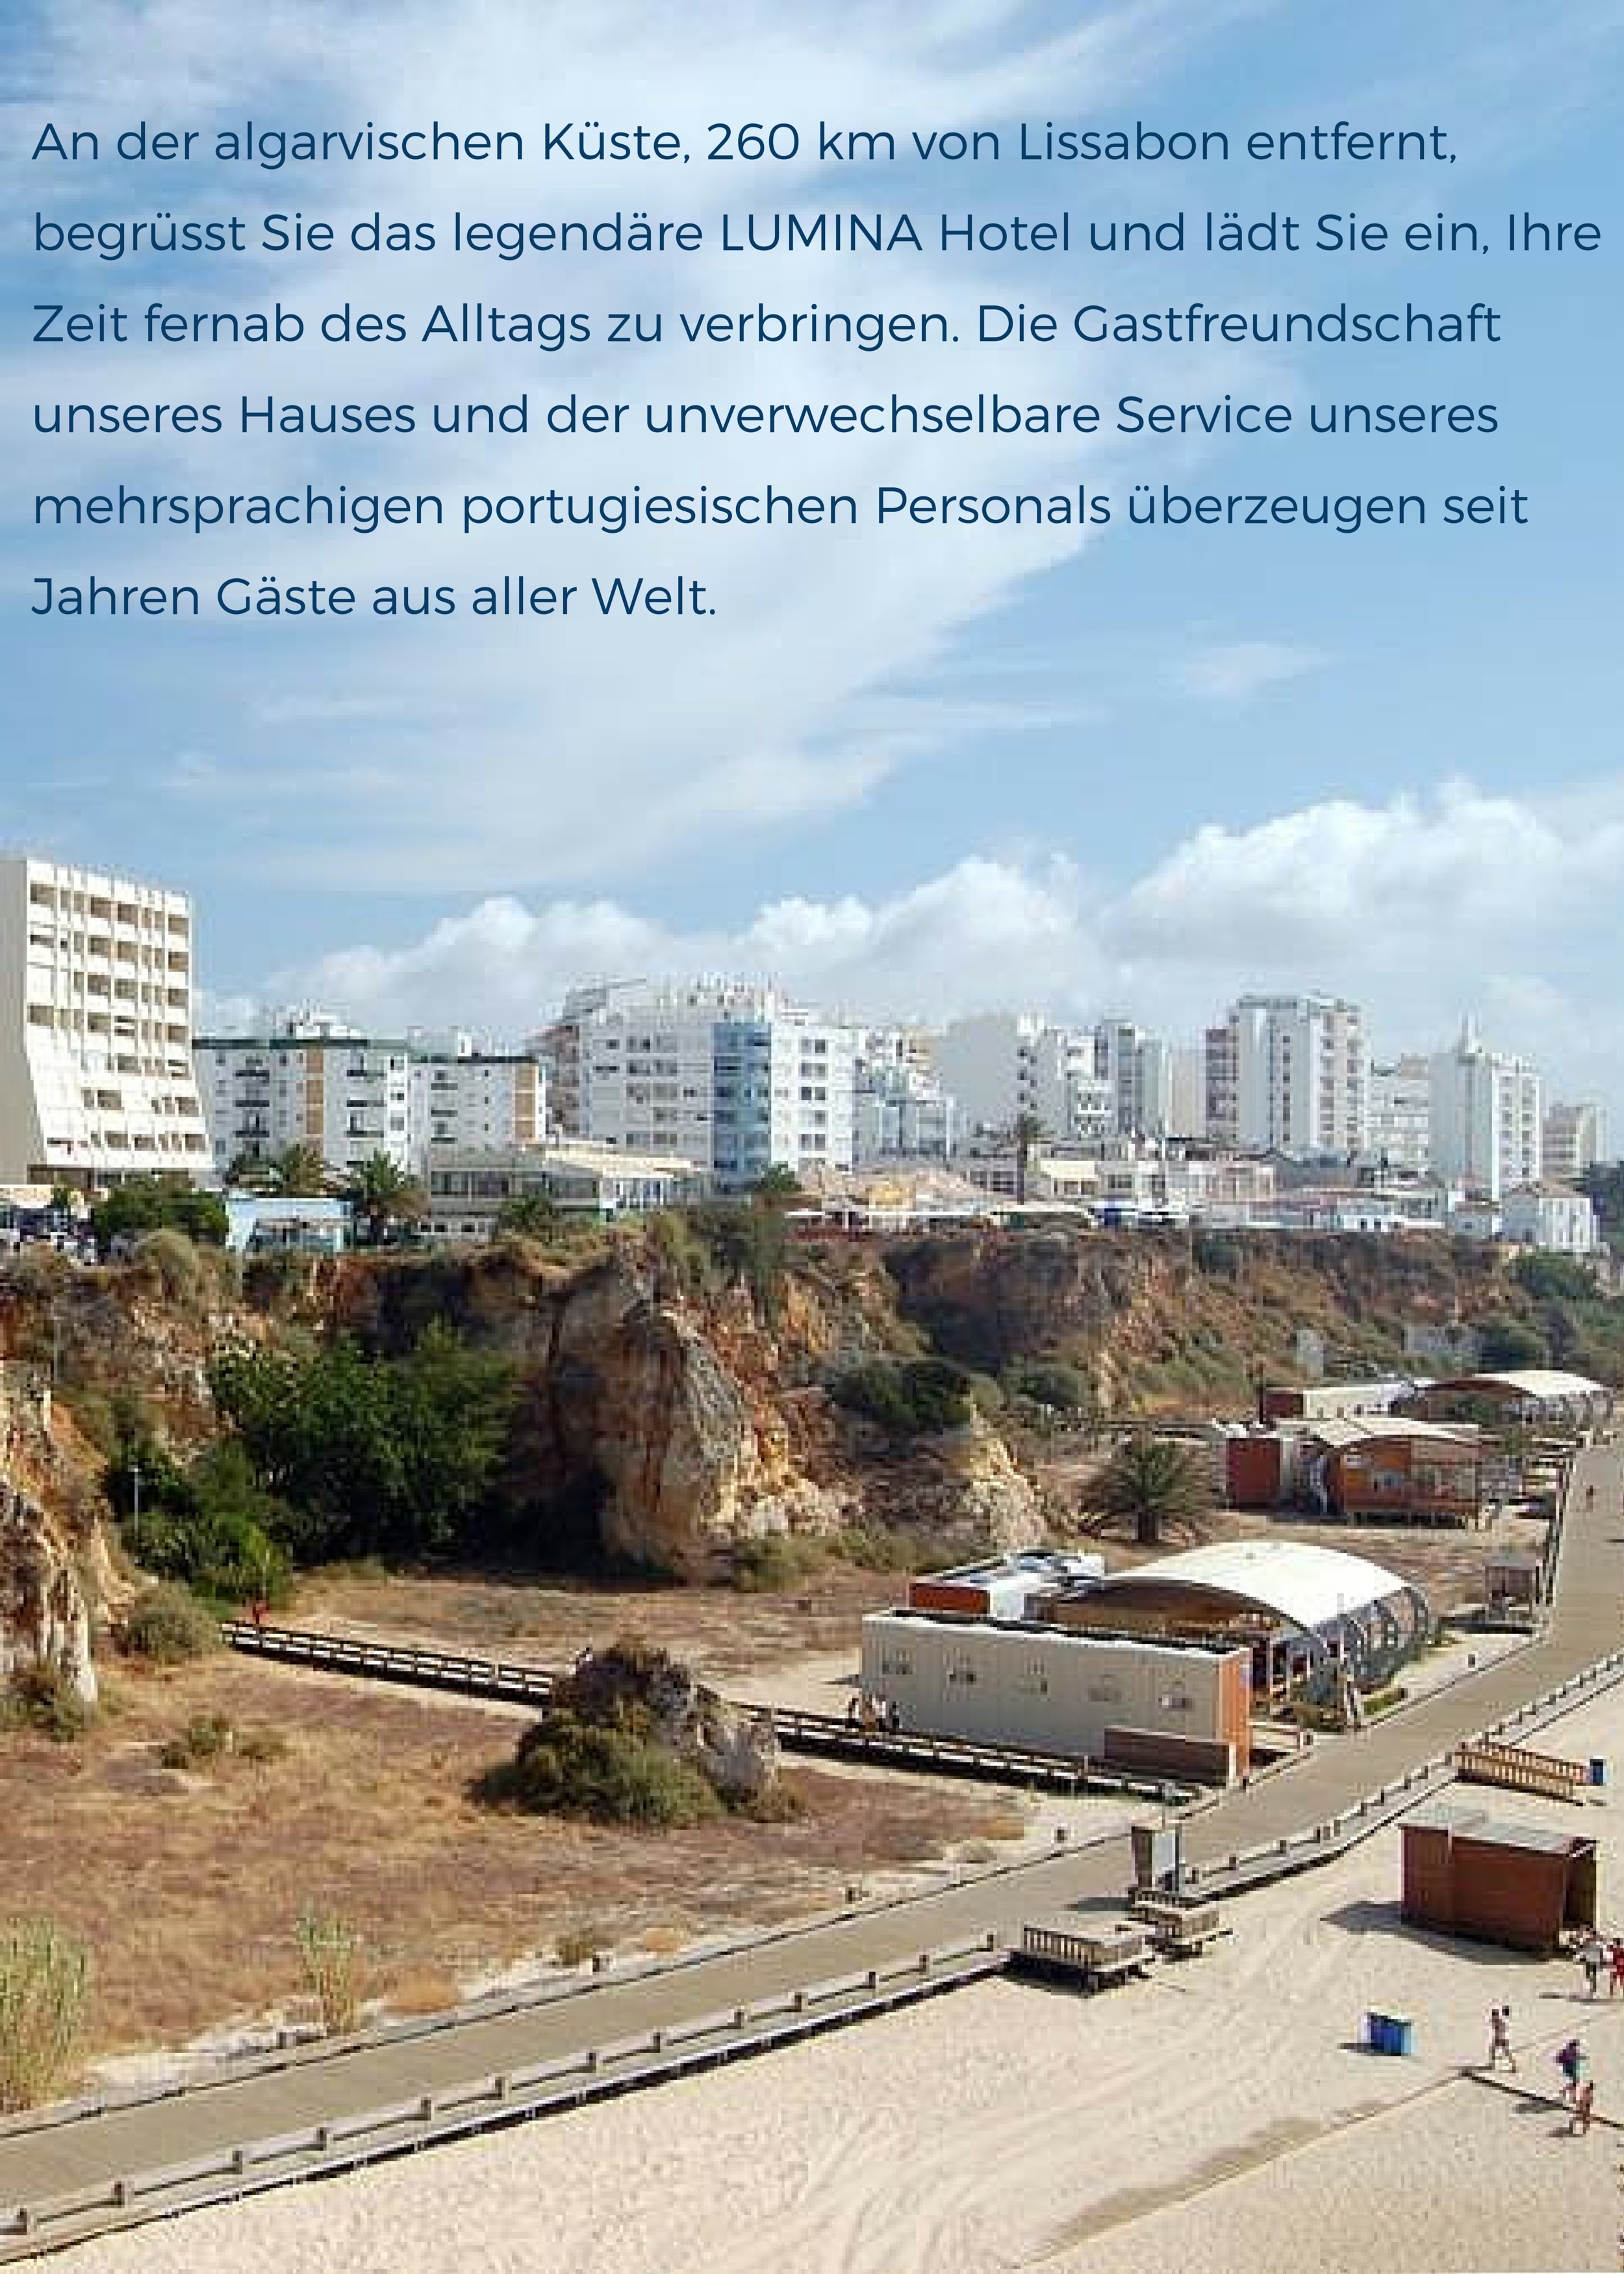 An der algarvischen Küste, 260 km von Lissabon entfernt,
begrüsst Sie das legendäre LUMINA Hotel und lädt Sie ein, Ihre
Zeit fernab des Alltags zu verbringen. Die Gastfreundschaft
unseres Hauses und der unverwechselbare Service unseres
mehrsprachigen portugiesischen Personals überzeugen seit
Jahren Gäste aus aller Welt.